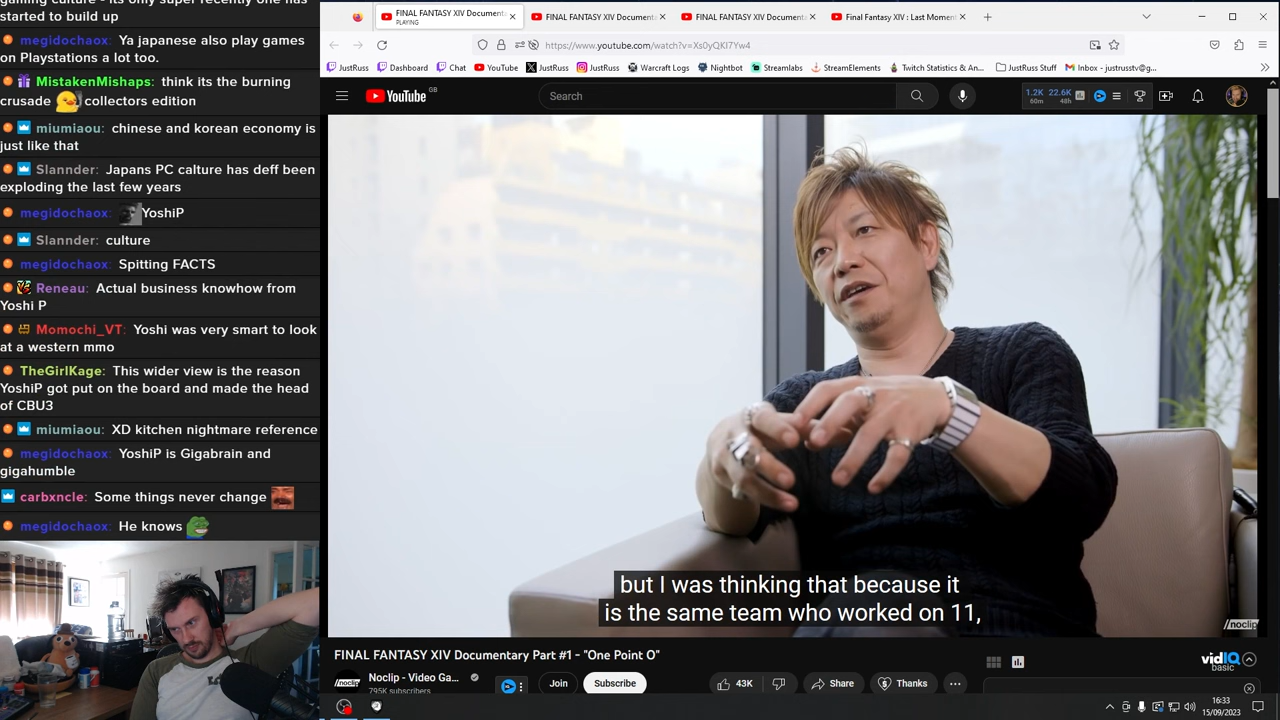 gaming culture - its only super recently one has
started to build up
megidochaox: Ya japanese also play games
on Playstations a lot too.
MistakenMishaps: think its the burning
crusade collectors edition
miumiaou: chinese and korean economy is
just like that
Slannder: Japans PC calture has deff been
exploding the last few years
megidochaox: YoshiP
Slannder: culture
megidochaox: Spitting FACTS
Reneau: Actual business knowhow from
Yoshi P
Momochi_VT: Yoshi was very smart to look
at a western mmo
TheGirlKage: This wider view is the reason
YoshiP got put on the board and made the head
of CBU3
miumiaou: XD kitchen nightmare reference
megidochaox: YoshiP is Gigabrain and
gigahumble
carbxncle: Some things never change
megidochaox: He knows
FINAL FANTASY XIV Documenta
PLAYING
FINAL FANTASY XIV Documenta
FINAL FANTASY XIV Documenta
Final Fantasy XIV : Last Momen
https://www.youtube.com/watch?v=Xs0yQKI7Yw4
JustRuss Dashboard Chat YouTube JustRuss JustRuss Warcraft Logs Nightbot Streamlabs StreamElements Twitch Statistics & An... JustRuss Stuff Inbox - justrusstv@g...
YouTube GB
Search
1.2K 22.6K
60m 48h
but I was thinking that because it
is the same team who worked on 11,
/noclip
FINAL FANTASY XIV Documentary Part #1 - "One Point O"
/noclip
Noclip - Video Ga...
795K subscribers
Join
Subscribe
43K
Share
Thanks
vidIQ
basic
16:33
15/09/2023